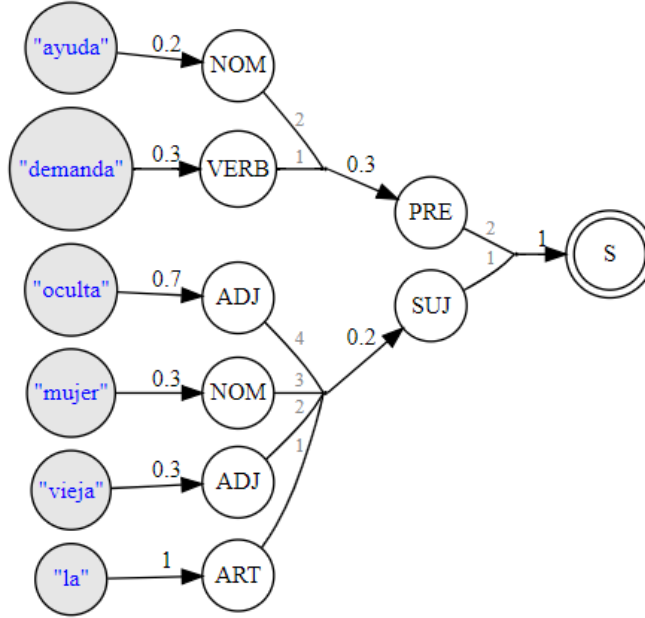 "ayuda" 0.2 NOM
2
"demanda" 0.3 VERB 1 0.3 PRE 2
1 S
1
"oculta" 0.7 ADJ SUJ
4 0.2
"mujer" 0.3 NOM 3
2
"vieja" 0.3 ADJ 1
"la" 1 ART